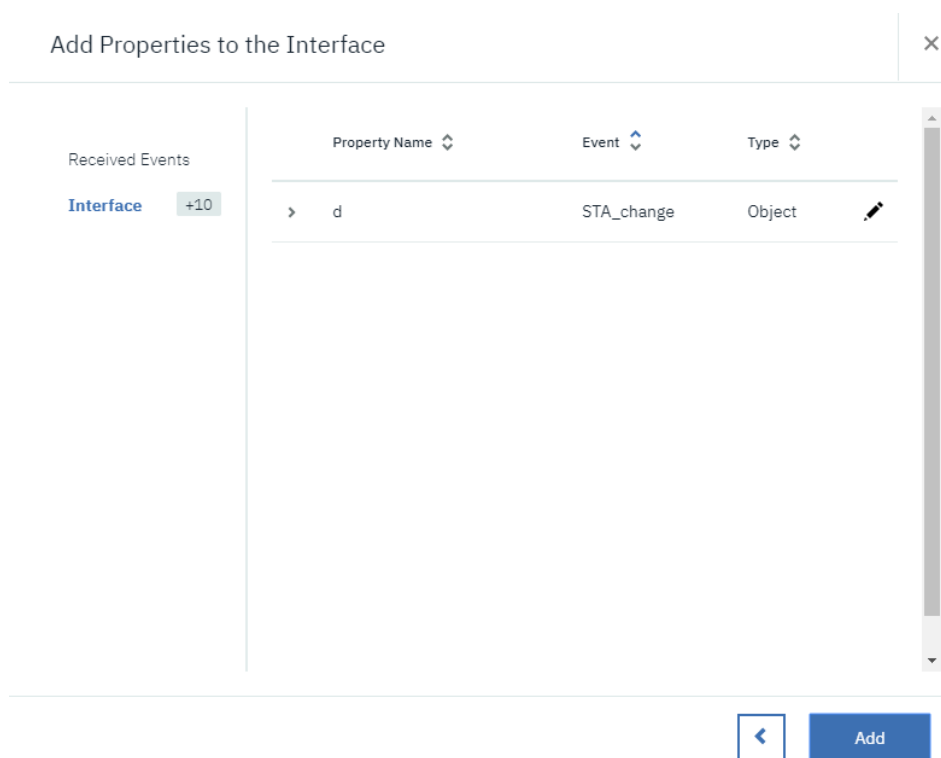 Add Properties to the Interface
Received Events
Interface +10
Property Name Event Type
d STA_change Object
Add